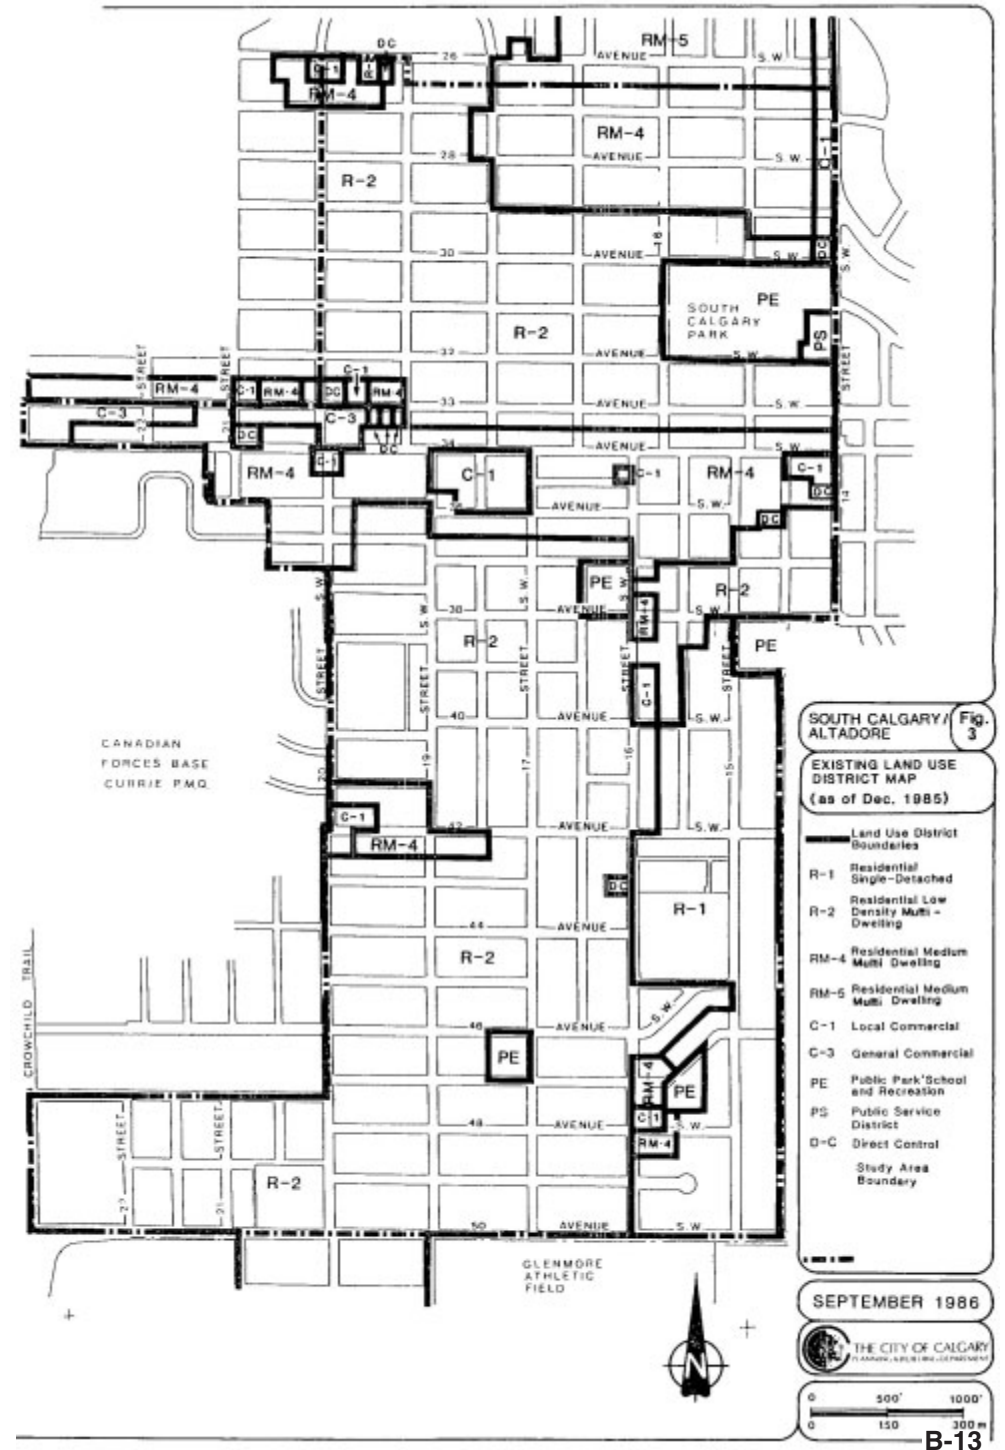 RM-5
DC
26
AVENUE
S.W.
C-1
R-M
RM-4
RM-4
28
AVENUE
S.W.
C-1
R-2
16
30
AVENUE
S.W.
DC
S.W.
PE
SOUTH
CALGARY
PARK
R-2
PS
32
AVENUE
S.W.
STREET
STREET
STREET
C-1
RM-4
C-1
RM-4
DC
RM-4
33
AVENUE
S.W.
C-3
C-3
22
21
DC
DC
34
AVENUE
S.W.
RM-4
C-1
C-1
C-1
RM-4
C-1
DC
14
AVENUE
S.W.
DC
PE
R-2
S.W.
S.W.
S.W.
S.W.
38
AVENUE
S.W.
RM-4
R-2
PE
STREET
STREET
STREET
STREET
STREET
C-1
40
AVENUE
S.W.
CANADIAN
FORCES BASE
CURRIE P.M.Q.
20
19
17
16
15
C-1
42
AVENUE
S.W.
RM-4
DC
R-1
44
AVENUE
R-2
CROWCHILD TRAIL
S.W.
46
AVENUE
PE
RM-4
PE
C-1
48
AVENUE
S.W.
STREET
STREET
RM-4
R-2
22
21
50
AVENUE
S.W.
GLENMORE
ATHLETIC
FIELD
N
SOUTH CALGARY/
ALTADORE
Fig.
3
EXISTING LAND USE
DISTRICT MAP
(as of Dec. 1985)
Land Use District
Boundaries
R-1 Residential
Single-Detached
R-2 Residential Low
Density Multi-
Dwelling
RM-4 Residential Medium
Multi Dwelling
RM-5 Residential Medium
Multi Dwelling
C-1 Local Commercial
C-3 General Commercial
PE Public Park'School
and Recreation
PS Public Service
District
D-C Direct Control
Study Area
Boundary
SEPTEMBER 1986
THE CITY OF CALGARY
0 500' 1000'
0 150 300m
B-13